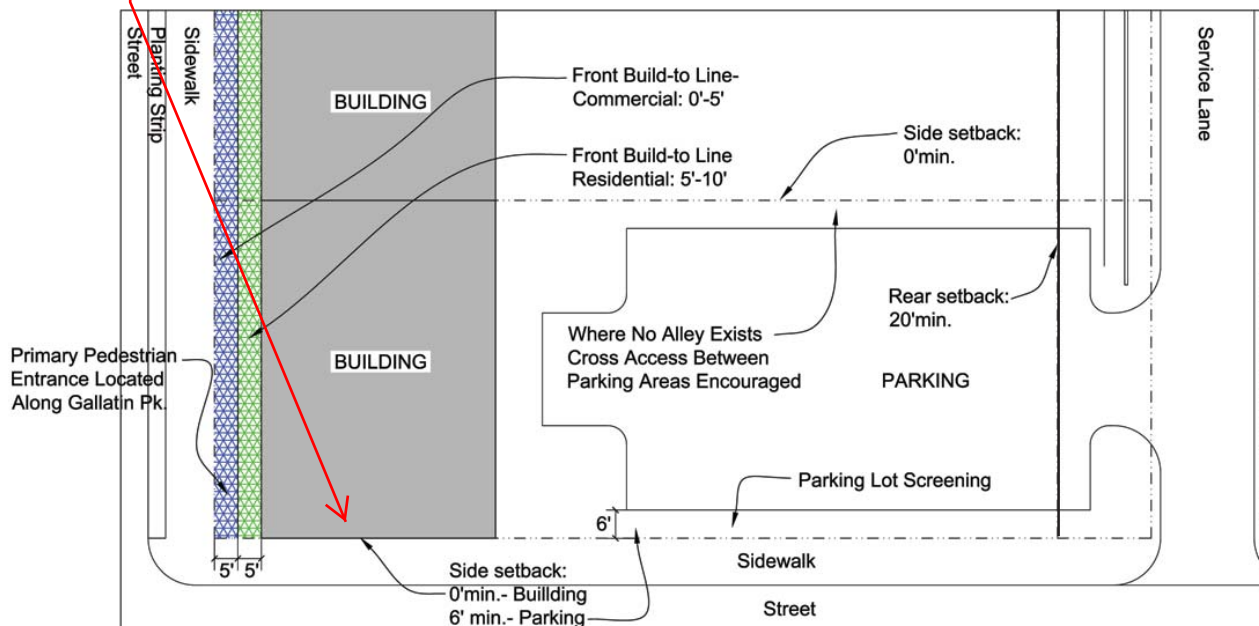 Street
Planting Strip
Sidewalk
BUILDING
Front Build-to Line-
Commercial: 0'-5'
Front Build-to Line
Residential: 5'-10'
Side setback:
0'min.
Service Lane
Rear setback:
20'min.
Where No Alley Exists
Cross Access Between
Parking Areas Encouraged
PARKING
BUILDING
Primary Pedestrian
Entrance Located
Along Gallatin Pk.
Parking Lot Screening
6'
5'
5'
Side setback:
0'min.- Buillding
6' min.- Parking
Sidewalk
Street